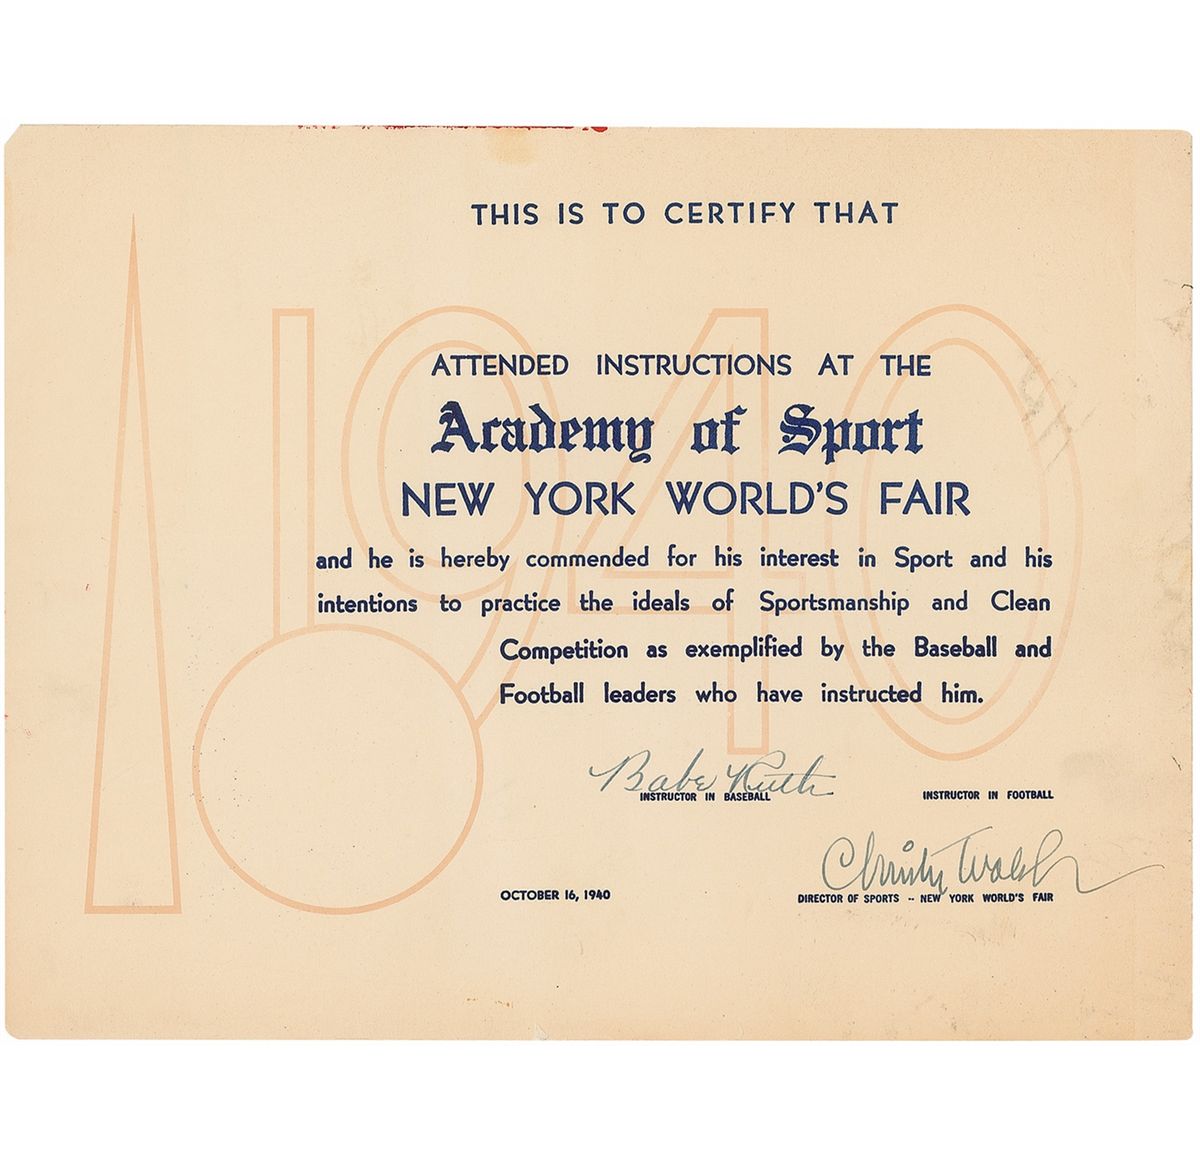 THIS IS TO CERTIFY THAT
1940
ATTENDED INSTRUCTIONS AT THE
Academy of Sport
NEW YORK WORLD'S FAIR
and he is hereby commended for his interest in Sport and his
intentions to practice the ideals of Sportsmanship and Clean
Competition as exemplified by the Baseball and
Football leaders who have instructed him.
Babe Ruth
INSTRUCTOR IN BASEBALL INSTRUCTOR IN FOOTBALL
Christy Walsh
OCTOBER 16, 1940 DIRECTOR OF SPORTS -- NEW YORK WORLD'S FAIR